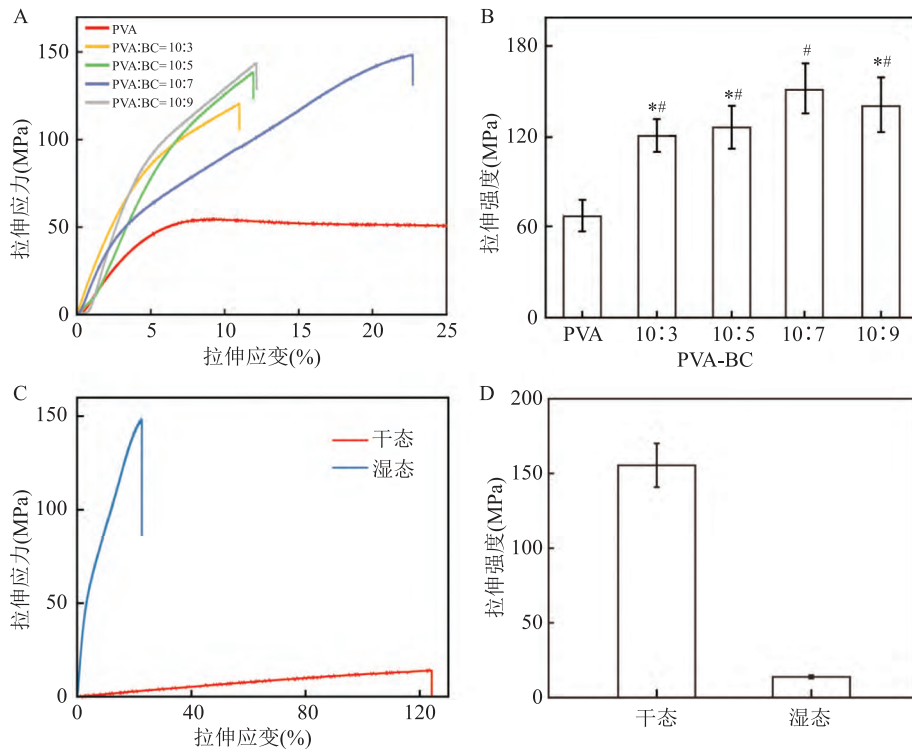 A
PVA
PVA∶BC=10∶3
PVA∶BC=10∶5
PVA∶BC=10∶7
PVA∶BC=10∶9
150
100
50
0
拉伸应力(MPa)
0 5 10 15 20 25
拉伸应变(%)
B
180
120
60
0
拉伸强度(MPa)
*#
*#
#
*#
PVA 10∶3 10∶5 10∶7 10∶9
PVA-BC
C
干态
湿态
150
100
50
0
拉伸应力(MPa)
0 40 80 120
拉伸应变(%)
D
200
150
100
50
0
拉伸强度(MPa)
干态 湿态